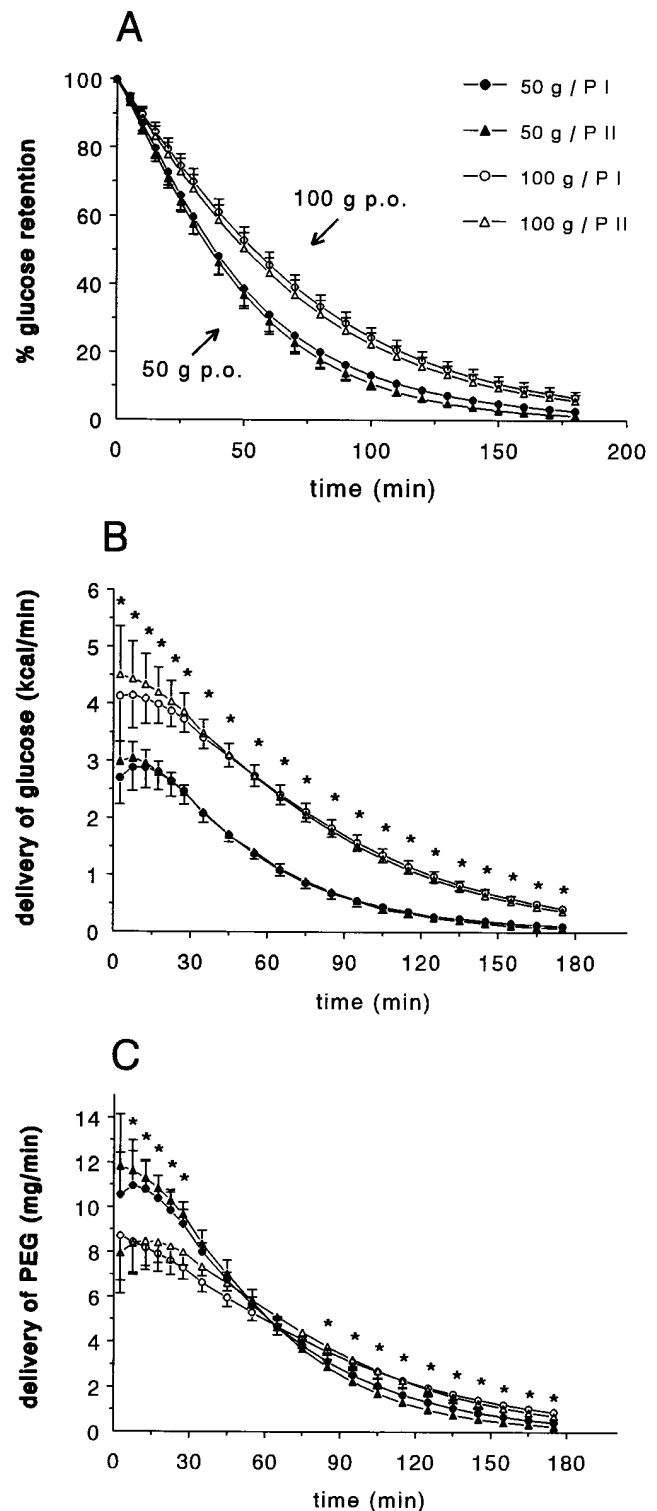 A
100
80
60
40
20
0
% glucose retention
50 g / P I
50 g / P II
100 g / P I
100 g / P II
100 g p.o.
50 g p.o.
0 50 100 150 200
time (min)
B
6
5
4
3
2
1
0
delivery of glucose (kcal/min)
* * * * * * * * * * * * * * * * * * * * *
0 30 60 90 120 150 180
time (min)
C
14
12
10
8
6
4
2
0
delivery of PEG (mg/min)
* * * * *
* * * * * * * * * *
0 30 60 90 120 150 180
time (min)